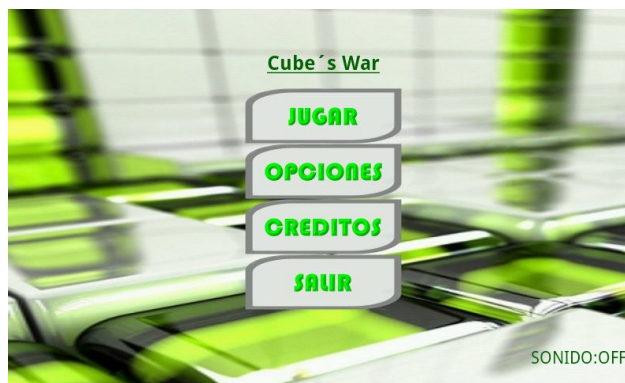 Cube´s War
JUGAR
OPCIONES
CREDITOS
SALIR
SONIDO:OFF